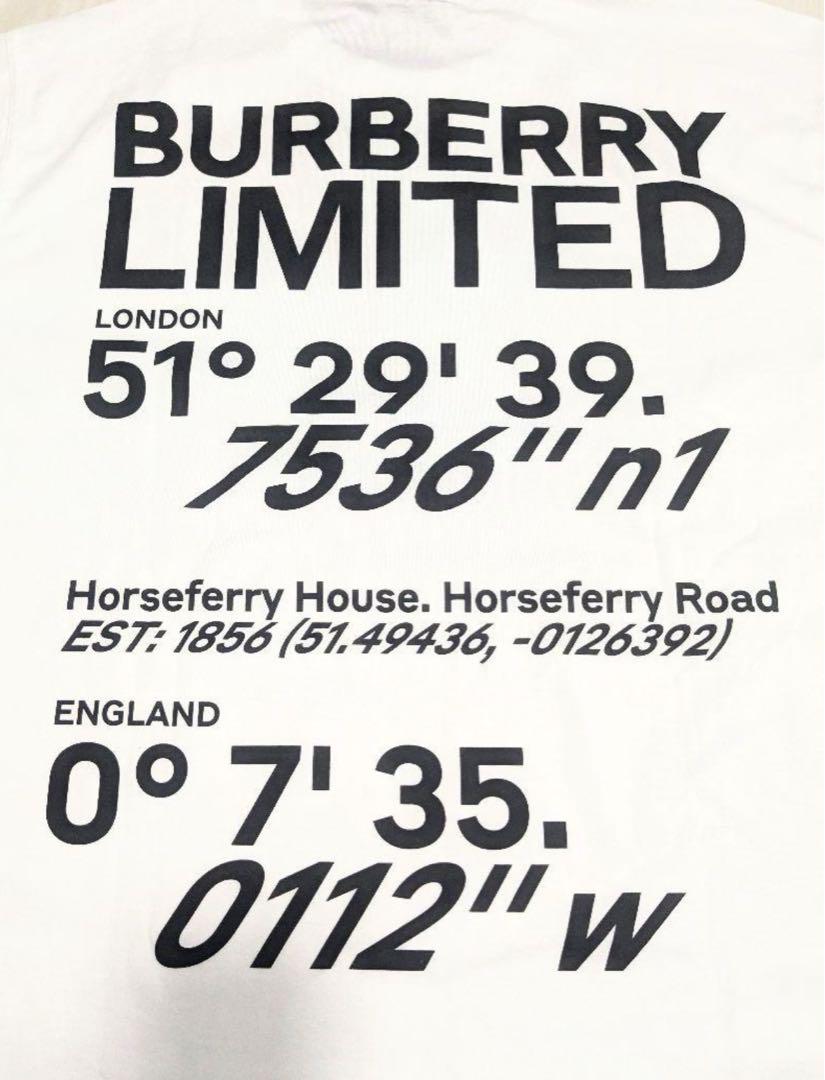 BURBERRY
LIMITED
LONDON
51° 29' 39.
7536" n1
Horseferry House. Horseferry Road
EST: 1856 (51.49436, -0126392)
ENGLAND
0° 7' 35.
0112" w